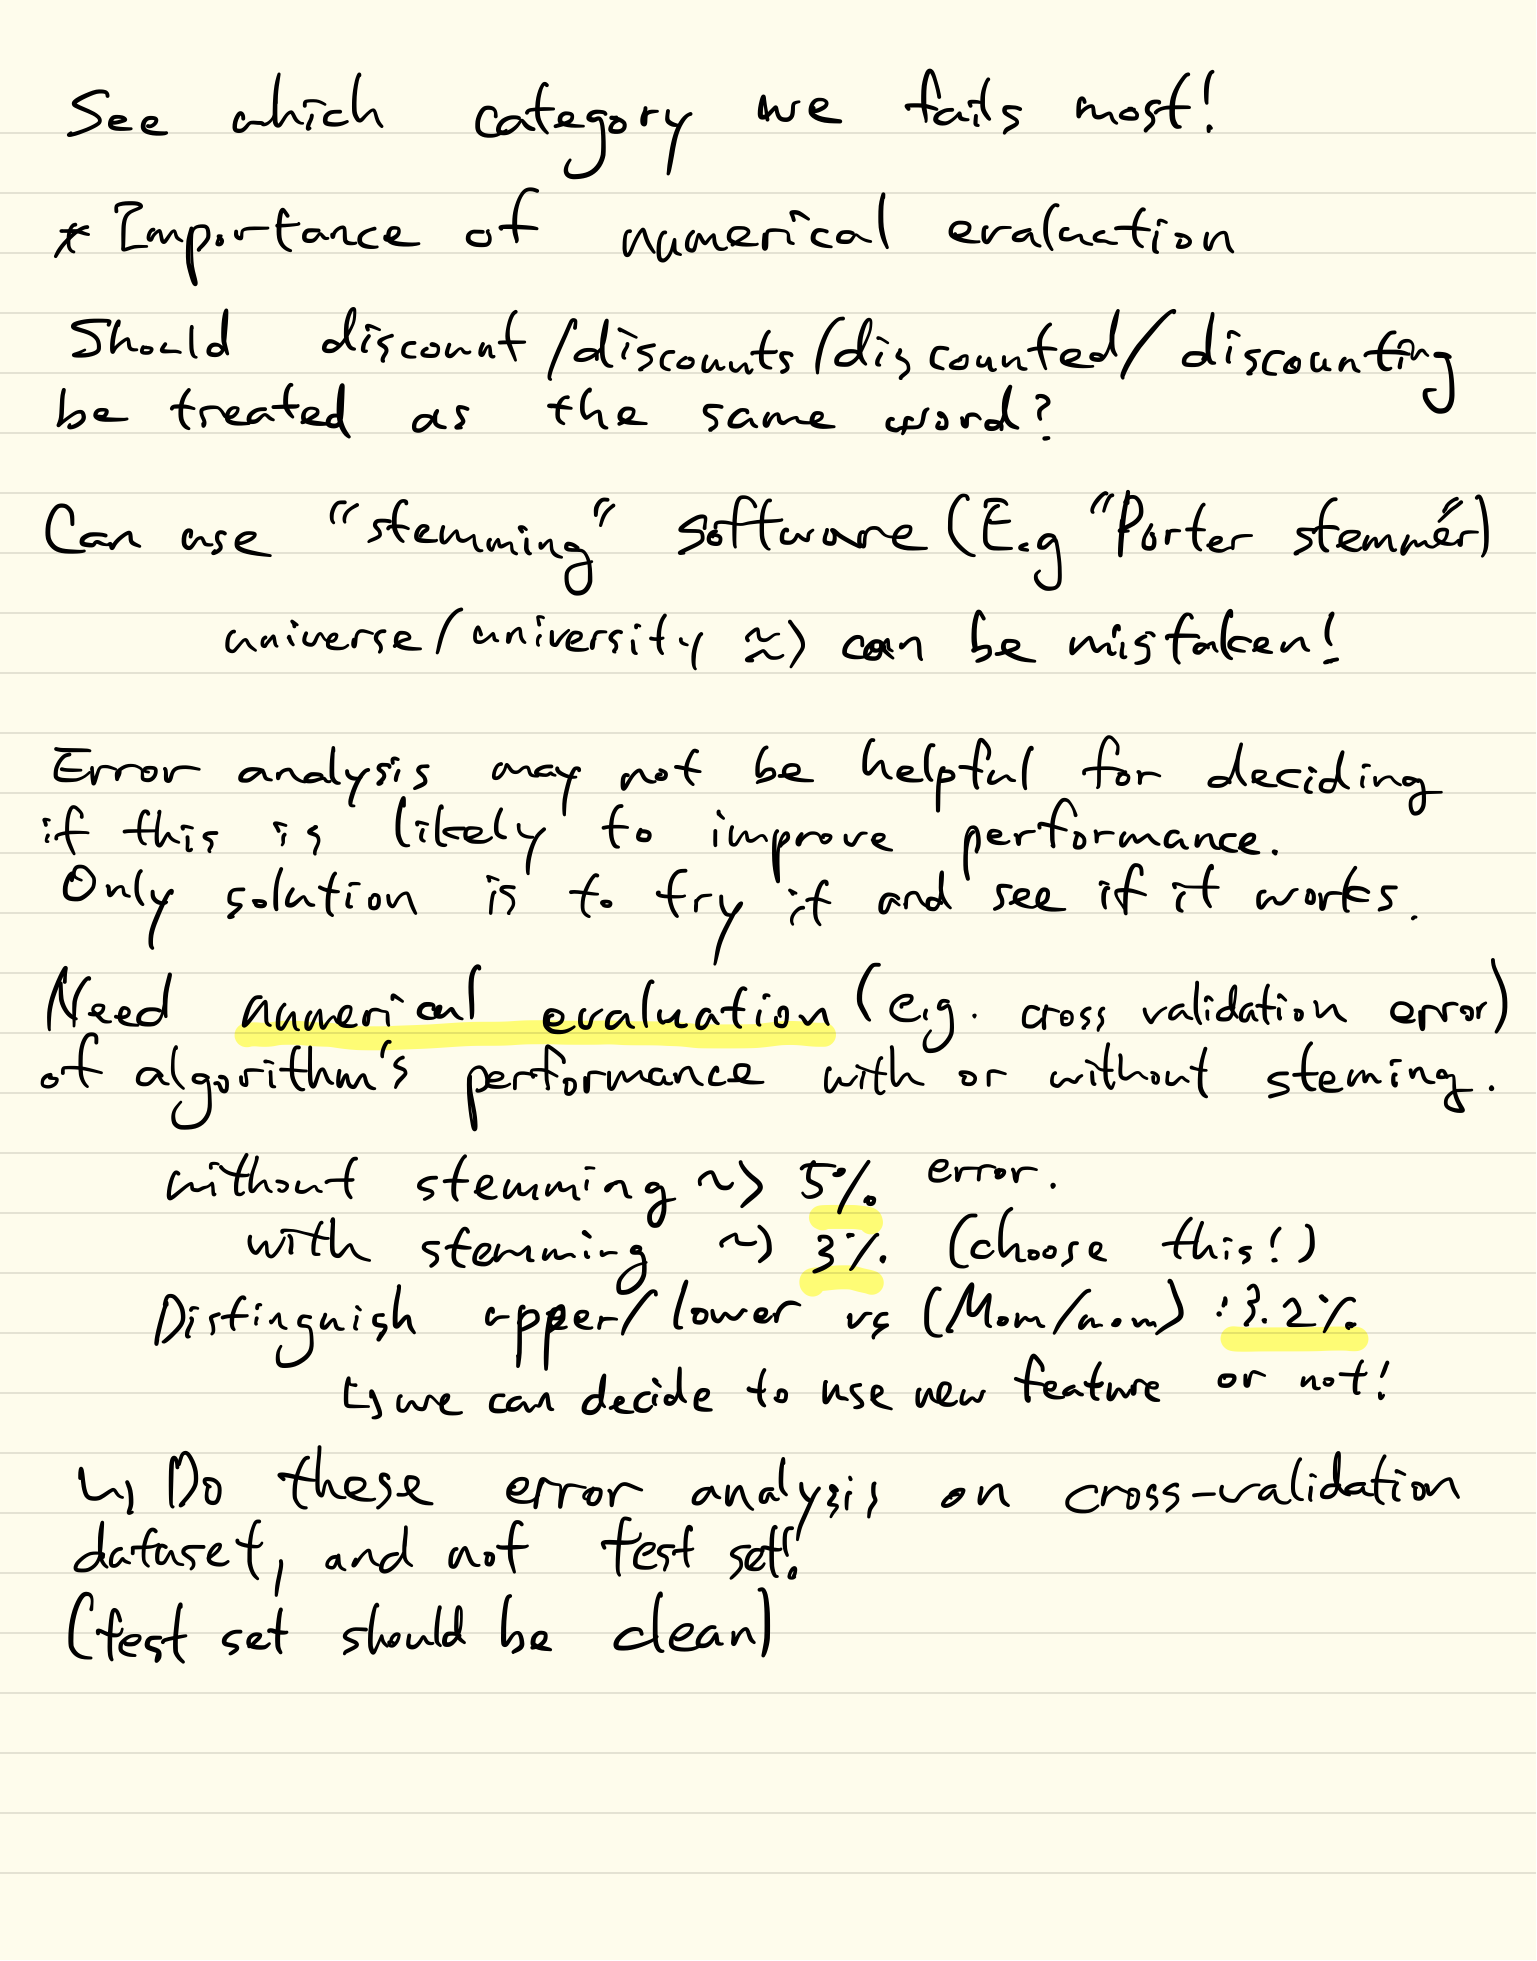 See which category we fails most!
* Importance of numerical evaluation
Should discount/discounts/discounted/discounting
be treated as the same word?
Can use "stemming" software (E.g "Porter stemmer")
universe/university ≈> can be mistaken!
Error analysis may not be helpful for deciding
if this is likely to improve performance.
Only solution is to try it and see if it works.
Need numerical evaluation (e.g. cross validation error)
of algorithm's performance with or without steming.
without stemming ~> 5% error.
with stemming ~> 3% (choose this!)
Distinguish upper/lower vs (Mom/mom) : 3.2%
↳ we can decide to use new feature or not!
↳ Do these error analysis on cross-validation
dataset, and not test set!
(test set should be clean)